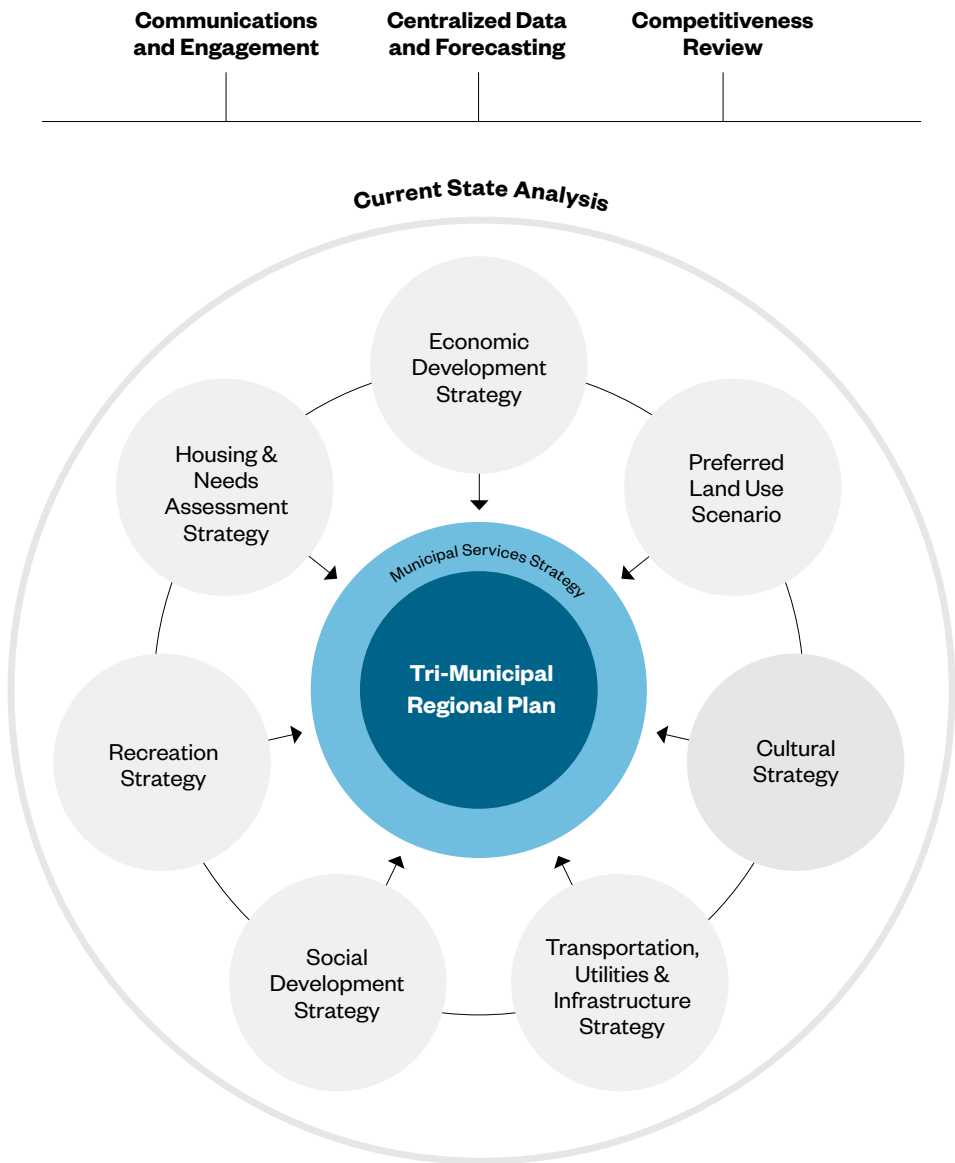 Communications
and Engagement
Centralized Data
and Forecasting
Competitiveness
Review
Current State Analysis
Economic
Development
Strategy
Housing &
Needs
Assessment
Strategy
Preferred
Land Use
Scenario
Municipal Services Strategy
Tri-Municipal
Regional Plan
Recreation
Strategy
Cultural
Strategy
Social
Development
Strategy
Transportation,
Utilities &
Infrastructure
Strategy